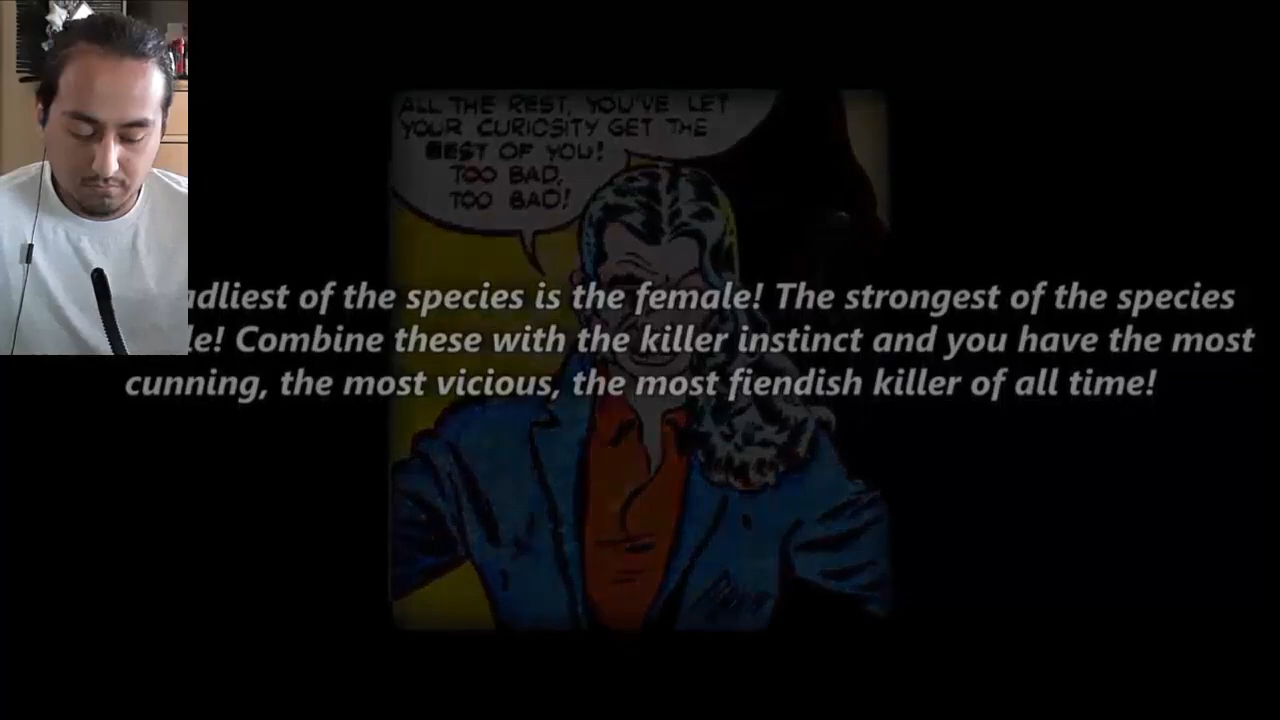 ALL THE REST, YOU'VE LET
YOUR CURIOSITY GET THE
BEST OF YOU!
TOO BAD,
TOO BAD!
of the species is the female! The strongest of the species
Combine these with the killer instinct and you have the most
cunning, the most vicious, the most fiendish killer of all time!